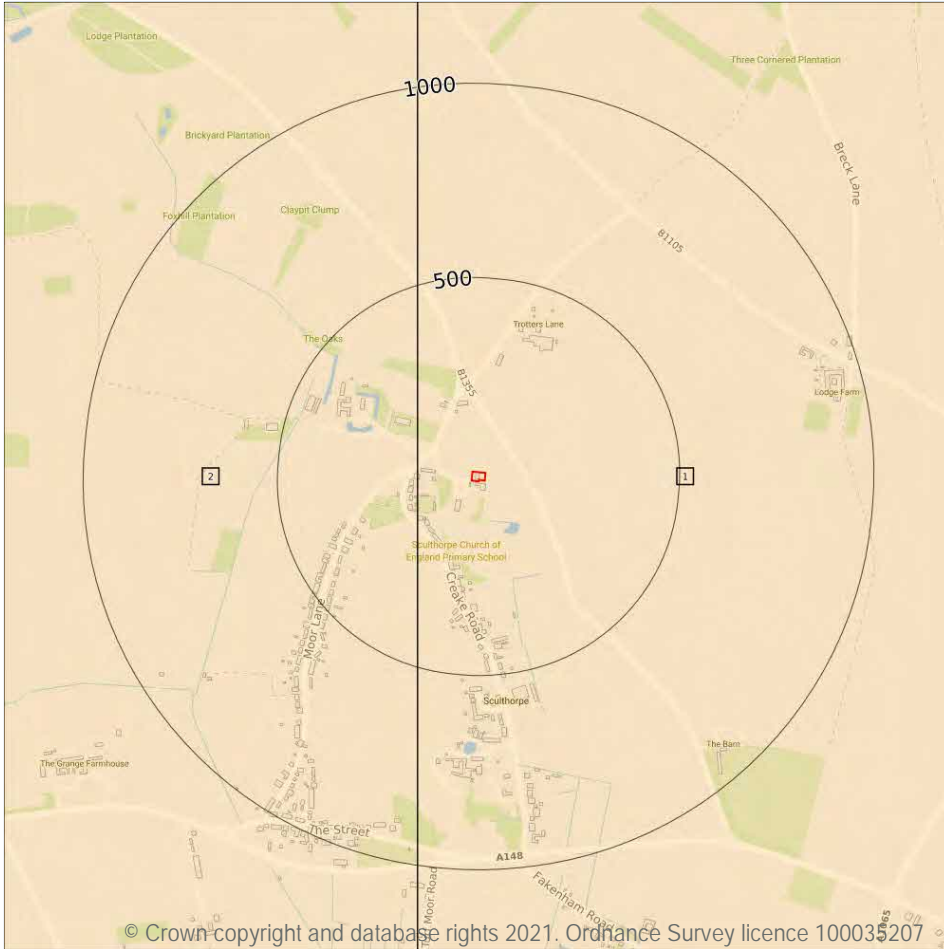 Lodge Plantation
Three Cornered Plantation
1000
Brickyard Plantation
Breck Lane
Foxhill Plantation
Claypit Clump
B1105
500
Trotters Lane
The Oaks
B1355
Lodge Farm
2
1
Sculthorpe Church of
England Primary School
Creake Road
Moor Lane
Sculthorpe
The Barn
The Grange Farmhouse
The Street
A148
Fakenham Road
Moor Road
© Crown copyright and database rights 2021. Ordnance Survey licence 100035207